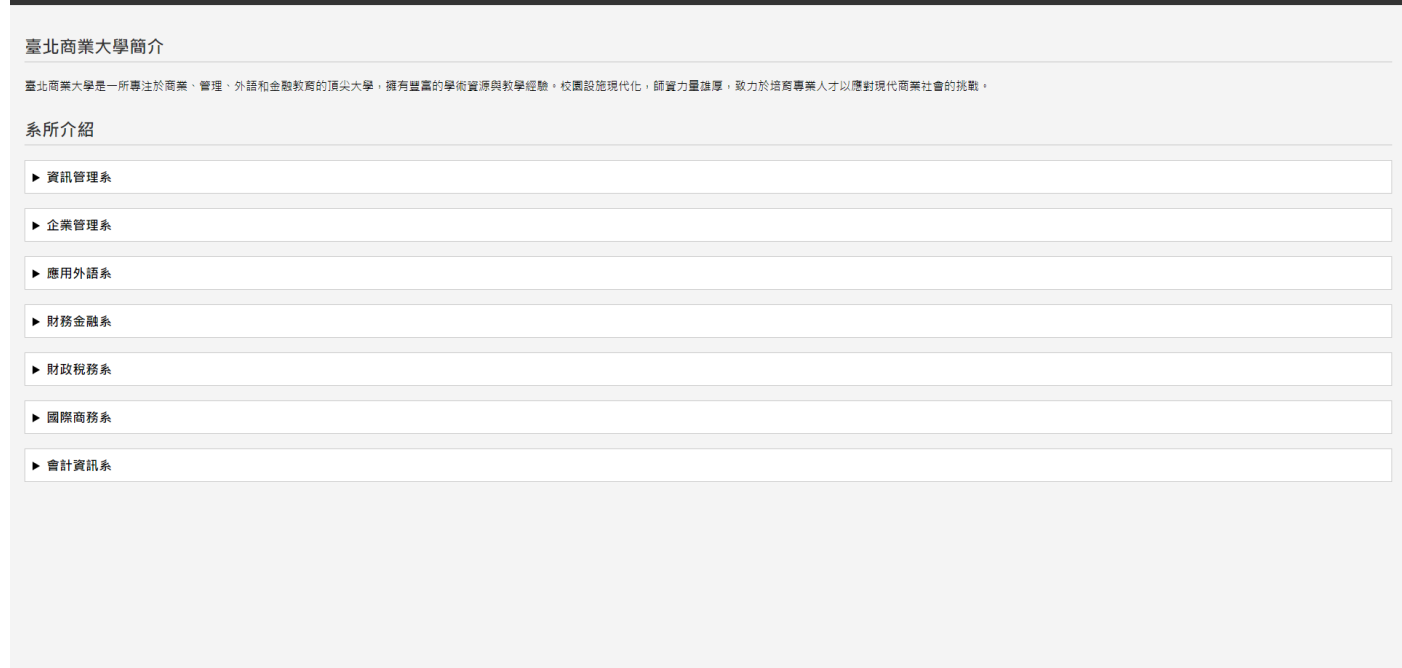 臺北商業大學簡介
臺北商業大學是一所專注於商業、管理、外語和金融教育的頂尖大學，擁有豐富的學術資源與教學經驗。校園設施現代化，師資力量雄厚，致力於培育專業人才以應對現代商業社會的挑戰。
系所介紹
▶ 資訊管理系
▶ 企業管理系
▶ 應用外語系
▶ 財務金融系
▶ 財政稅務系
▶ 國際商務系
▶ 會計資訊系